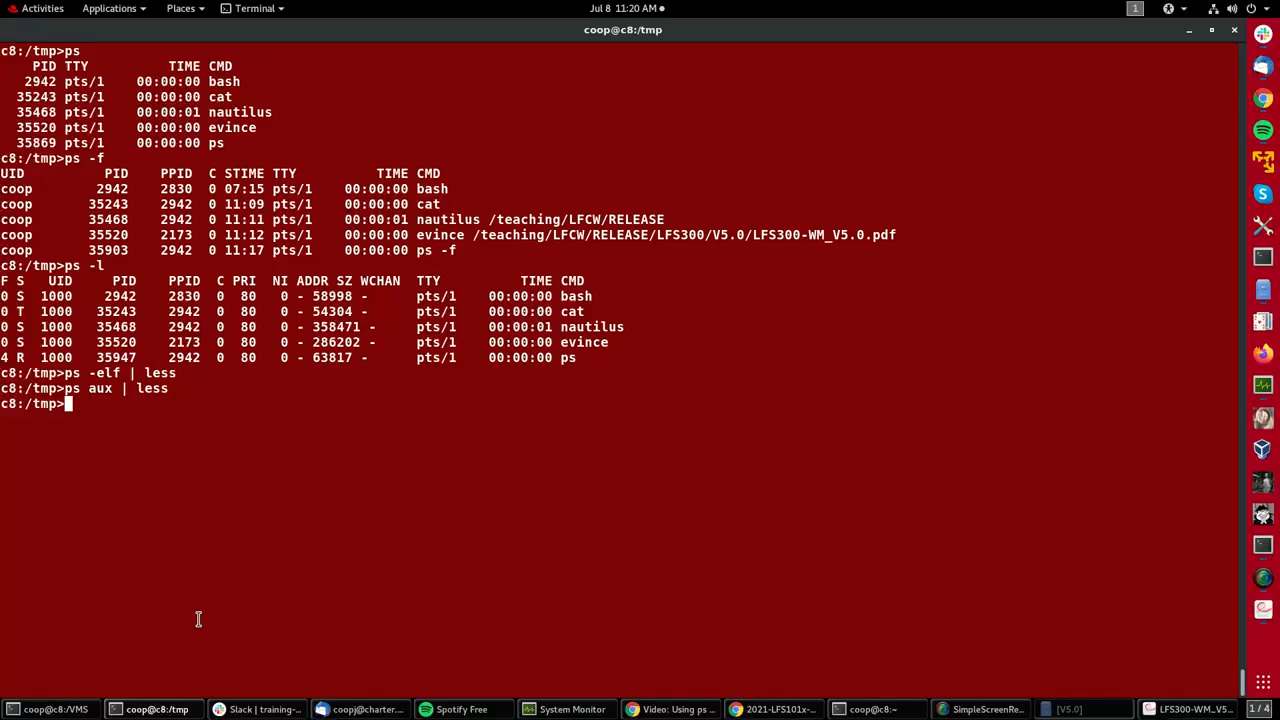 Activities Applications Places Terminal Jul 8 11:20 AM 1
coop@c8:/tmp
c8:/tmp>ps
PID TTY TIME CMD
2942 pts/1 00:00:00 bash
35243 pts/1 00:00:00 cat
35468 pts/1 00:00:01 nautilus
35520 pts/1 00:00:00 evince
35869 pts/1 00:00:00 ps
c8:/tmp>ps -f
UID PID PPID C STIME TTY TIME CMD
coop 2942 2830 0 07:15 pts/1 00:00:00 bash
coop 35243 2942 0 11:09 pts/1 00:00:00 cat
coop 35468 2942 0 11:11 pts/1 00:00:01 nautilus /teaching/LFCW/RELEASE
coop 35520 2173 0 11:12 pts/1 00:00:00 evince /teaching/LFCW/RELEASE/LFS300/V5.0/LFS300-WM_V5.0.pdf
coop 35903 2942 0 11:17 pts/1 00:00:00 ps -f
c8:/tmp>ps -l
F S UID PID PPID C PRI NI ADDR SZ WCHAN TTY TIME CMD
0 S 1000 2942 2830 0 80 0 - 58998 - pts/1 00:00:00 bash
0 T 1000 35243 2942 0 80 0 - 54304 - pts/1 00:00:00 cat
0 S 1000 35468 2942 0 80 0 - 358471 - pts/1 00:00:01 nautilus
0 S 1000 35520 2173 0 80 0 - 286202 - pts/1 00:00:00 evince
4 R 1000 35947 2942 0 80 0 - 63817 - pts/1 00:00:00 ps
c8:/tmp>ps -elf | less
c8:/tmp>ps aux | less
c8:/tmp>
coop@c8:/VMS coop@c8:/tmp Slack | training-... coopj@charter.... Spotify Free System Monitor Video: Using ps ... 2021-LFS101x-... coop@c8:~ SimpleScreenRe... [V5.0] LFS300-WM_V5... 1 / 4